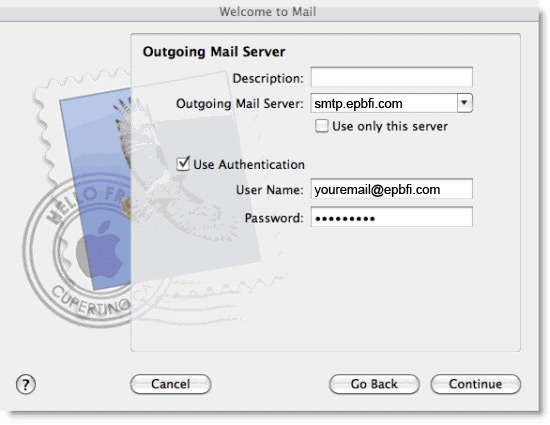 Welcome to Mail
Outgoing Mail Server
Description:
Outgoing Mail Server: smtp.epbfi.com
Use only this server
Use Authentication
User Name: youremail@epbfi.com
Password: •••••••••
HELLO FR
CUPERTINO
? Cancel Go Back Continue